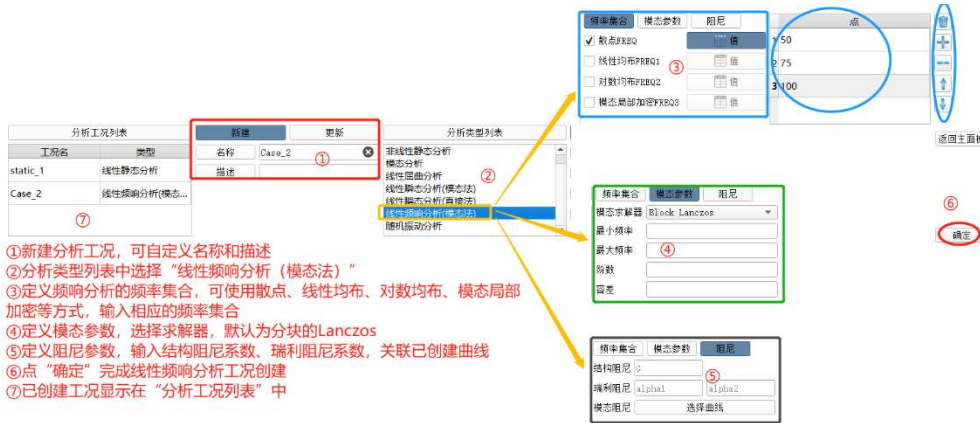 频率集合 模态参数 阻尼
散点FREQ 值
线性均布FREQ1 值
③
对数均布FREQ2 值
模态局部加密FREQ3 值
点
1 50
2 75
3 100
返回主面板
分析工况列表
工况名 类型
static_1 线性静态分析
Case_2 线性频响分析(模态...
⑦
新建 更新
名称 Case_2
①
描述
分析类型列表
非线性静态分析
模态分析
②
线性屈曲分析
线性瞬态分析(模态法)
线性瞬态分析(直接法)
线性频响分析(模态法)
随机振动分析
频率集合 模态参数 阻尼
模态求解器 Block Lanczos
最小频率
最大频率
④
阶数
容差
⑥
确定
①新建分析工况，可自定义名称和描述
②分析类型列表中选择“线性频响分析（模态法）”
③定义频响分析的频率集合，可使用散点、线性均布、对数均布、模态局部
加密等方式，输入相应的频率集合
④定义模态参数，选择求解器，默认为分块的Lanczos
⑤定义阻尼参数，输入结构阻尼系数、瑞利阻尼系数，关联已创建曲线
⑥点“确定”完成线性频响分析工况创建
⑦已创建工况显示在“分析工况列表”中
频率集合 模态参数 阻尼
结构阻尼 G
⑤
瑞利阻尼 alpha1 alpha2
模态阻尼 选择曲线